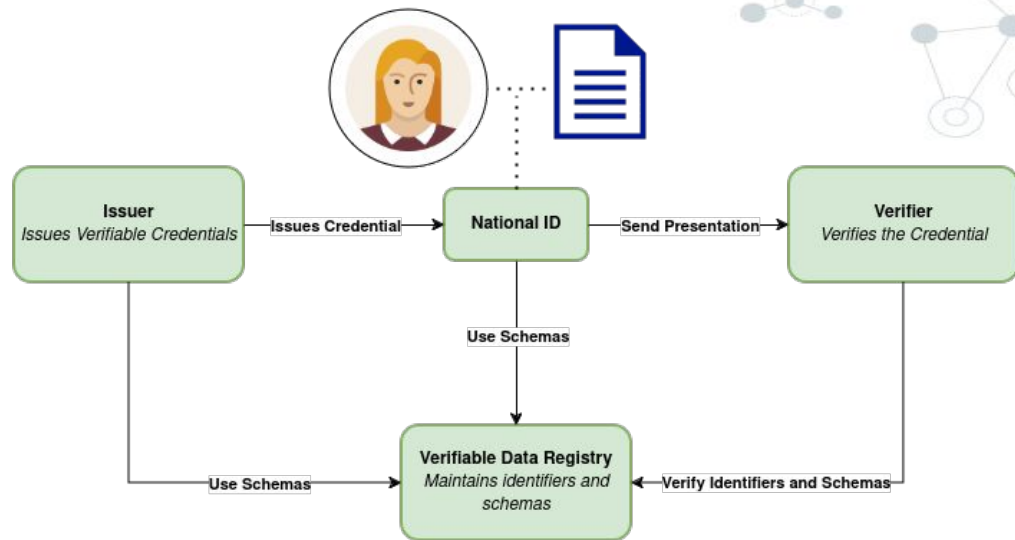 Issuer
Issues Verifiable Credentials
Issues Credential
National ID
Send Presentation
Verifier
Verifies the Credential
Use Schemas
Verifiable Data Registry
Maintains identifiers and
schemas
Use Schemas
Verify Identifiers and Schemas